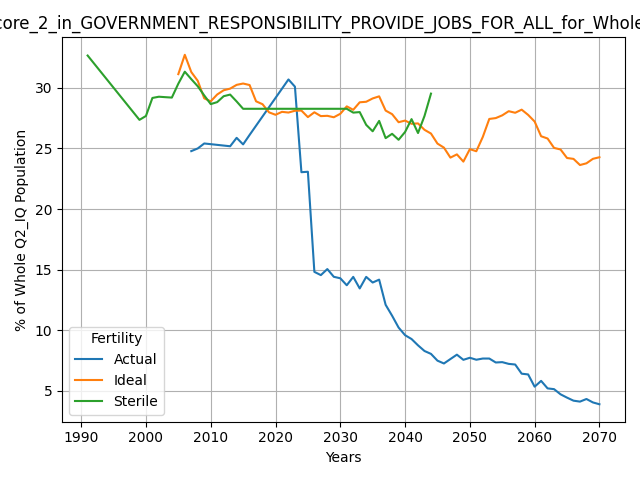 core_2_in_GOVERNMENT_RESPONSIBILITY_PROVIDE_JOBS_FOR_ALL_for_Whole
% of Whole Q2_IQ Population
30
25
20
15
10
5
Fertility
Actual
Ideal
Sterile
1990 2000 2010 2020 2030 2040 2050 2060 2070
Years